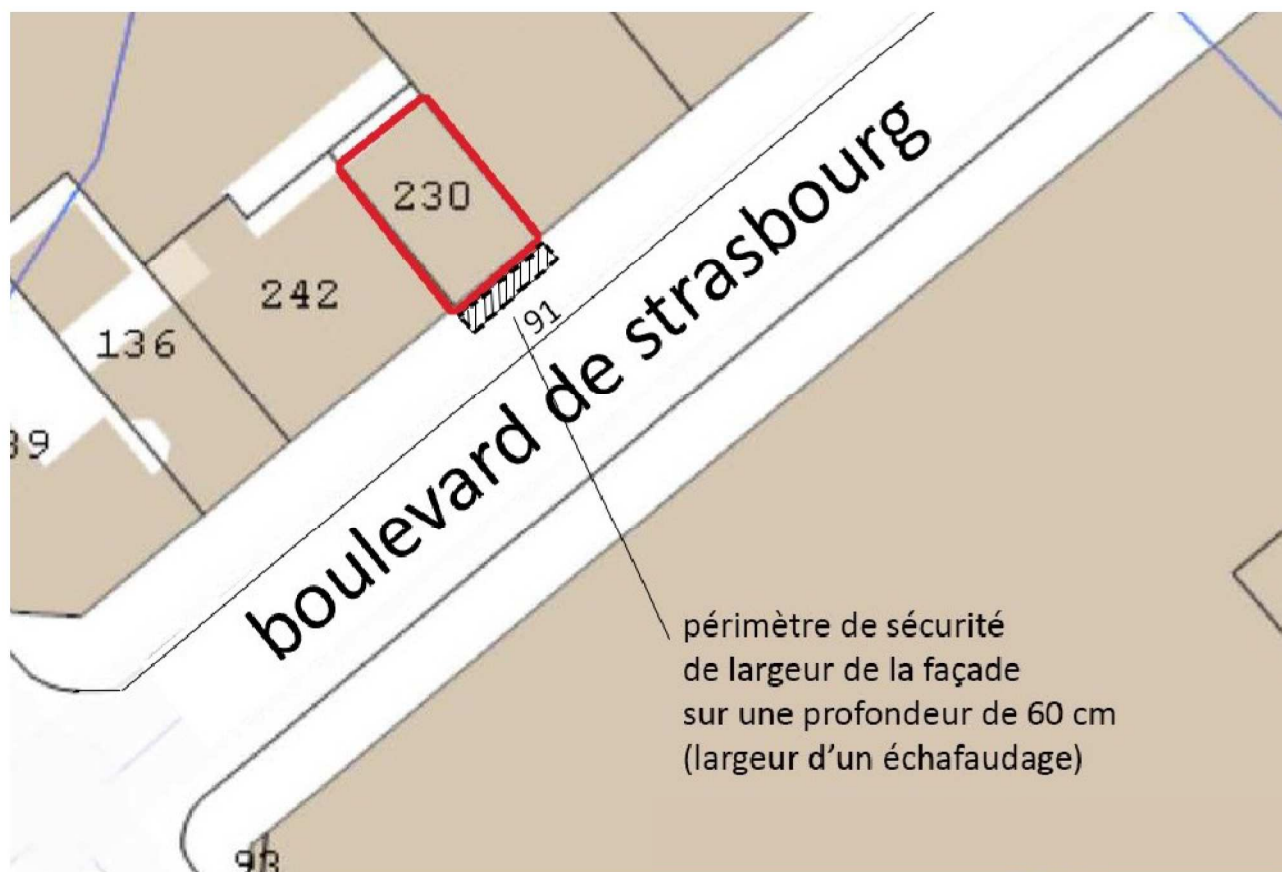 230
242
136
39
91
boulevard de strasbourg
périmètre de sécurité
de largeur de la façade
sur une profondeur de 60 cm
(largeur d'un échafaudage)
93